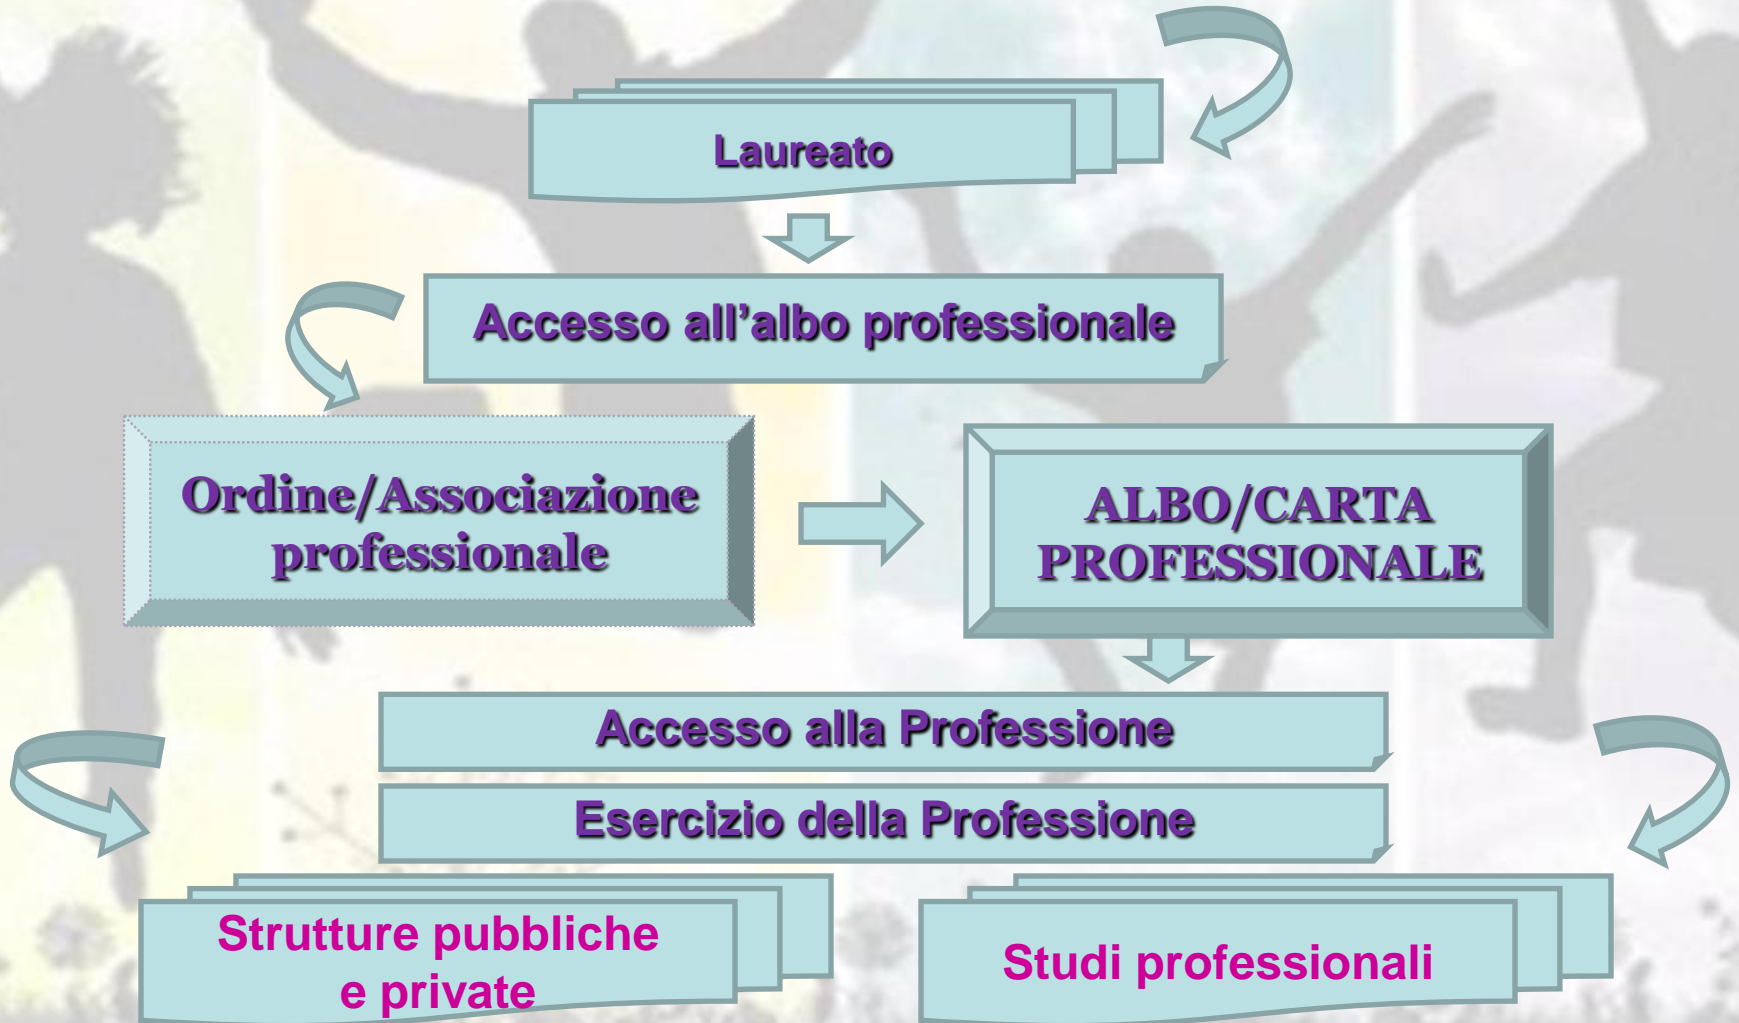 Laureato
Accesso all’albo professionale
Ordine/Associazione
professionale
ALBO/CARTA
PROFESSIONALE
Accesso alla Professione
Esercizio della Professione
Strutture pubbliche
e private
Studi professionali